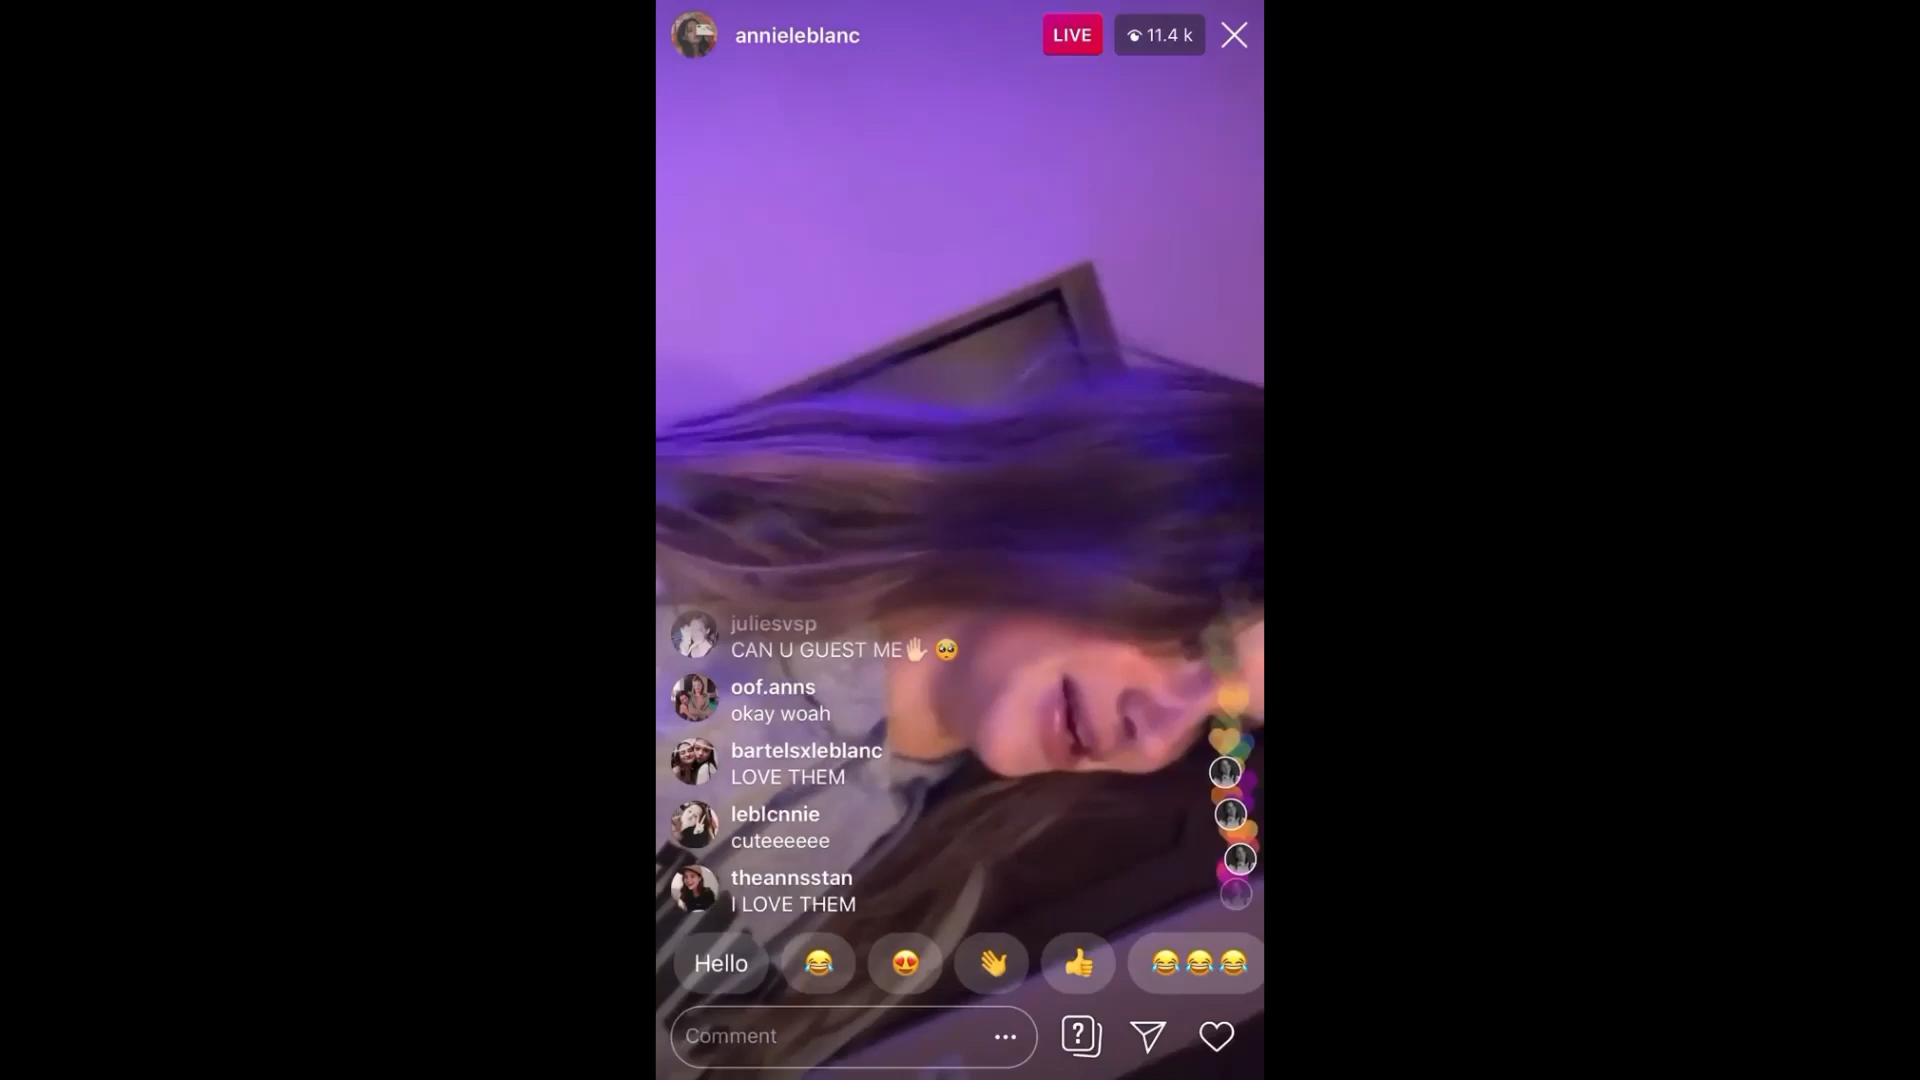 annieleblanc
LIVE
11.4 k
juliesvsp
CAN U GUEST ME✋🏻 🥺
oof.anns
okay woah
bartelsxleblanc
LOVE THEM
leblcnnie
cuteeeeee
theannsstan
I LOVE THEM
Hello 😂 😍 👋 👍 😂😂😂
Comment